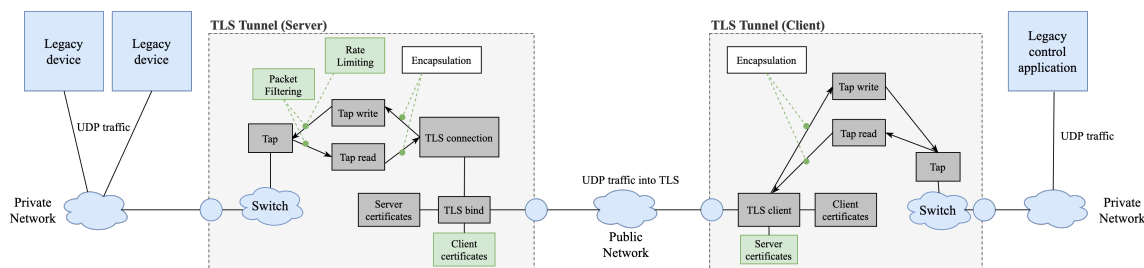 TLS Tunnel (Server)
TLS Tunnel (Client)
Legacy
device
Legacy
device
UDP traffic
Private
Network
Rate
Limiting
Packet
Filtering
Encapsulation
Tap write
Tap
Tap read
TLS connection
Switch
Server
certificates
TLS bind
Client
certificates
UDP traffic into TLS
Public
Network
Encapsulation
Tap write
Tap read
Tap
TLS client
Client
certificates
Server
certificates
Switch
Legacy
control
application
UDP traffic
Private
Network